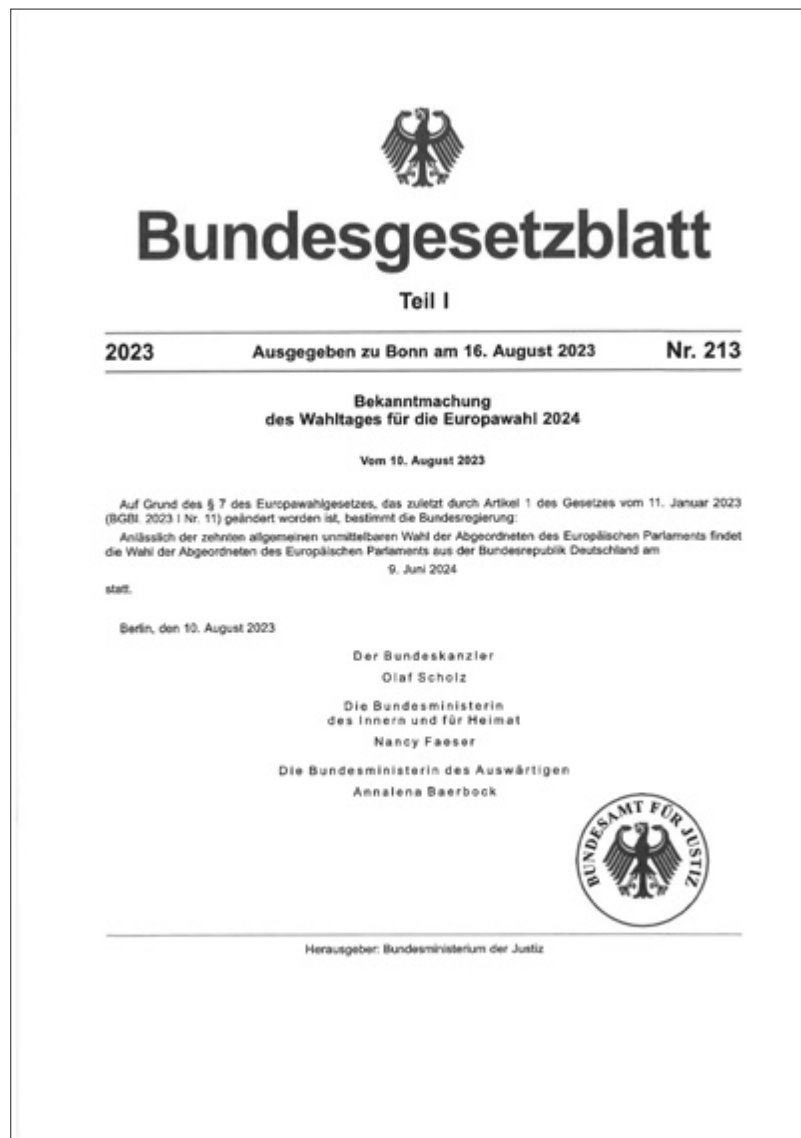 Bundesgesetzblatt
Teil I
2023 Ausgegeben zu Bonn am 16. August 2023 Nr. 213
Bekanntmachung
des Wahltages für die Europawahl 2024
Vom 10. August 2023
Auf Grund des § 7 des Europawahlgesetzes, das zuletzt durch Artikel 1 des Gesetzes vom 11. Januar 2023
(BGBl. 2023 I Nr. 11) geändert worden ist, bestimmt die Bundesregierung:
Anlässlich der zehnten allgemeinen unmittelbaren Wahl der Abgeordneten des Europäischen Parlaments findet
die Wahl der Abgeordneten des Europäischen Parlaments aus der Bundesrepublik Deutschland am
9. Juni 2024
statt.
Berlin, den 10. August 2023
Der Bundeskanzler
Olaf Scholz
Die Bundesministerin
des Innern und für Heimat
Nancy Faeser
Die Bundesministerin des Auswärtigen
Annalena Baerbock
BUNDESAMT FÜR JUSTIZ
Herausgeber: Bundesministerium der Justiz